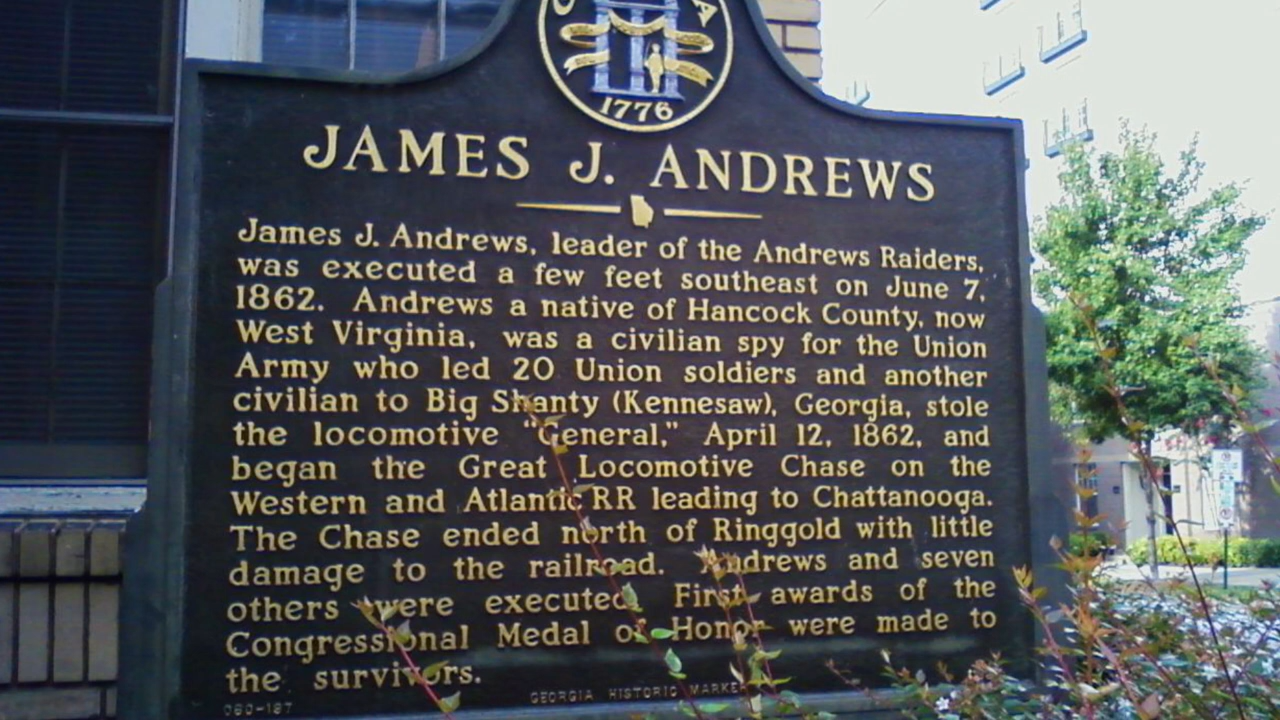 1776
JAMES J. ANDREWS
James J. Andrews, leader of the Andrews Raiders,
was executed a few feet southeast on June 7,
1862. Andrews a native of Hancock County, now
West Virginia, was a civilian spy for the Union
Army who led 20 Union soldiers and another
civilian to Big Shanty (Kennesaw), Georgia, stole
the locomotive "General," April 12, 1862, and
began the Great Locomotive Chase on the
Western and Atlantic RR leading to Chattanooga.
The Chase ended north of Ringgold with little
damage to the railroad. Andrews and seven
others were executed. First awards of the
Congressional Medal of Honor were made to
the survivors.
060-187 GEORGIA HISTORIC MARKER